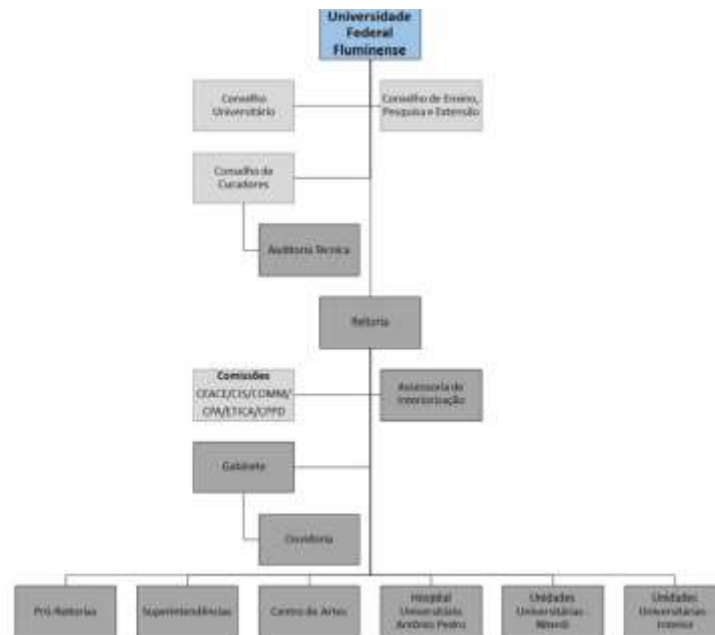 Universidade
Federal
Fluminense
Conselho
Universitário
Conselho de Ensino,
Pesquisa e Extensão
Conselho de
Curadores
Auditoria Técnica
Reitoria
Comissões
CEACE/CIS/COMM/
CPA/ETICA/CPPD
Assessoria de
Interiorização
Gabinete
Ouvidoria
Pró-Reitorias
Superintendências
Centro de Artes
Hospital
Universitário
Antônio Pedro
Unidades
Universitárias -
Niterói
Unidades
Universitárias -
Interior